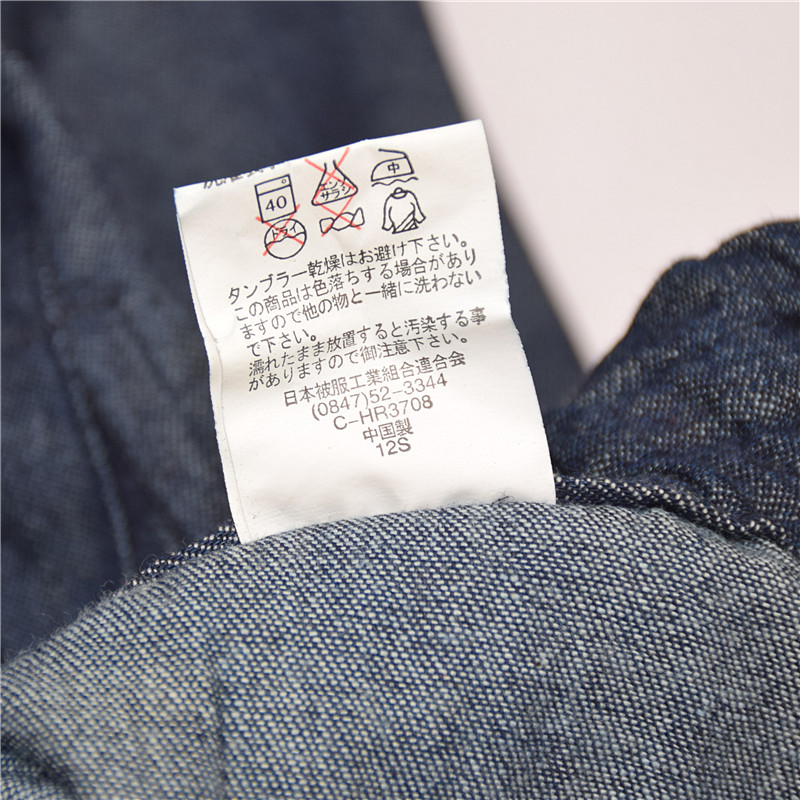 40
エンソ
サラシ
中
ドライ
タンブラー乾燥はお避け下さい。
この商品は色落ちする場合があり
ますので他の物と一緒に洗わない
で下さい。
濡れたまま放置すると汚染する事
がありますので御注意下さい。
日本被服工業組合連合会
(0847)52-3344
C-HR3708
中国製
12S